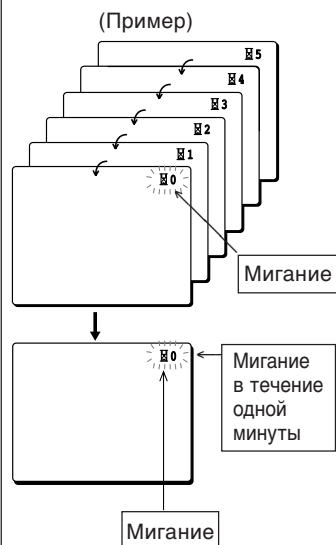 (Пример)
⌛5
⌛4
⌛3
⌛2
⌛1
⌛0
Мигание
⌛0
Мигание
в течение
одной
минуты
Мигание